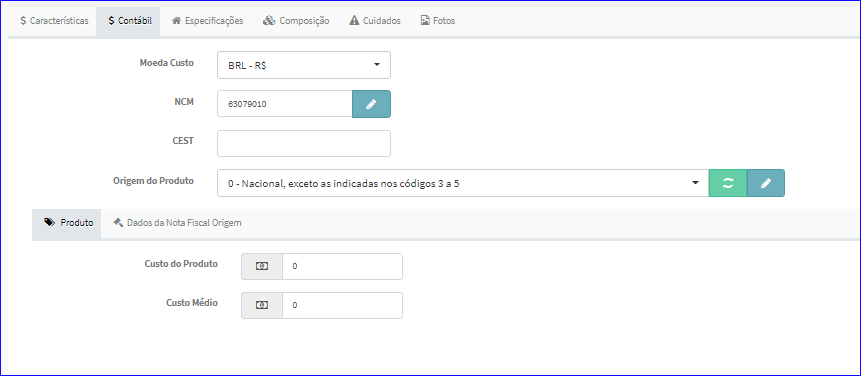 $ Características $ Contábil Especificações Composição Cuidados Fotos
Moeda Custo BRL - R$
NCM 63079010
CEST
Origem do Produto 0 - Nacional, exceto as indicadas nos códigos 3 a 5
Produto Dados da Nota Fiscal Origem
Custo do Produto 0
Custo Médio 0